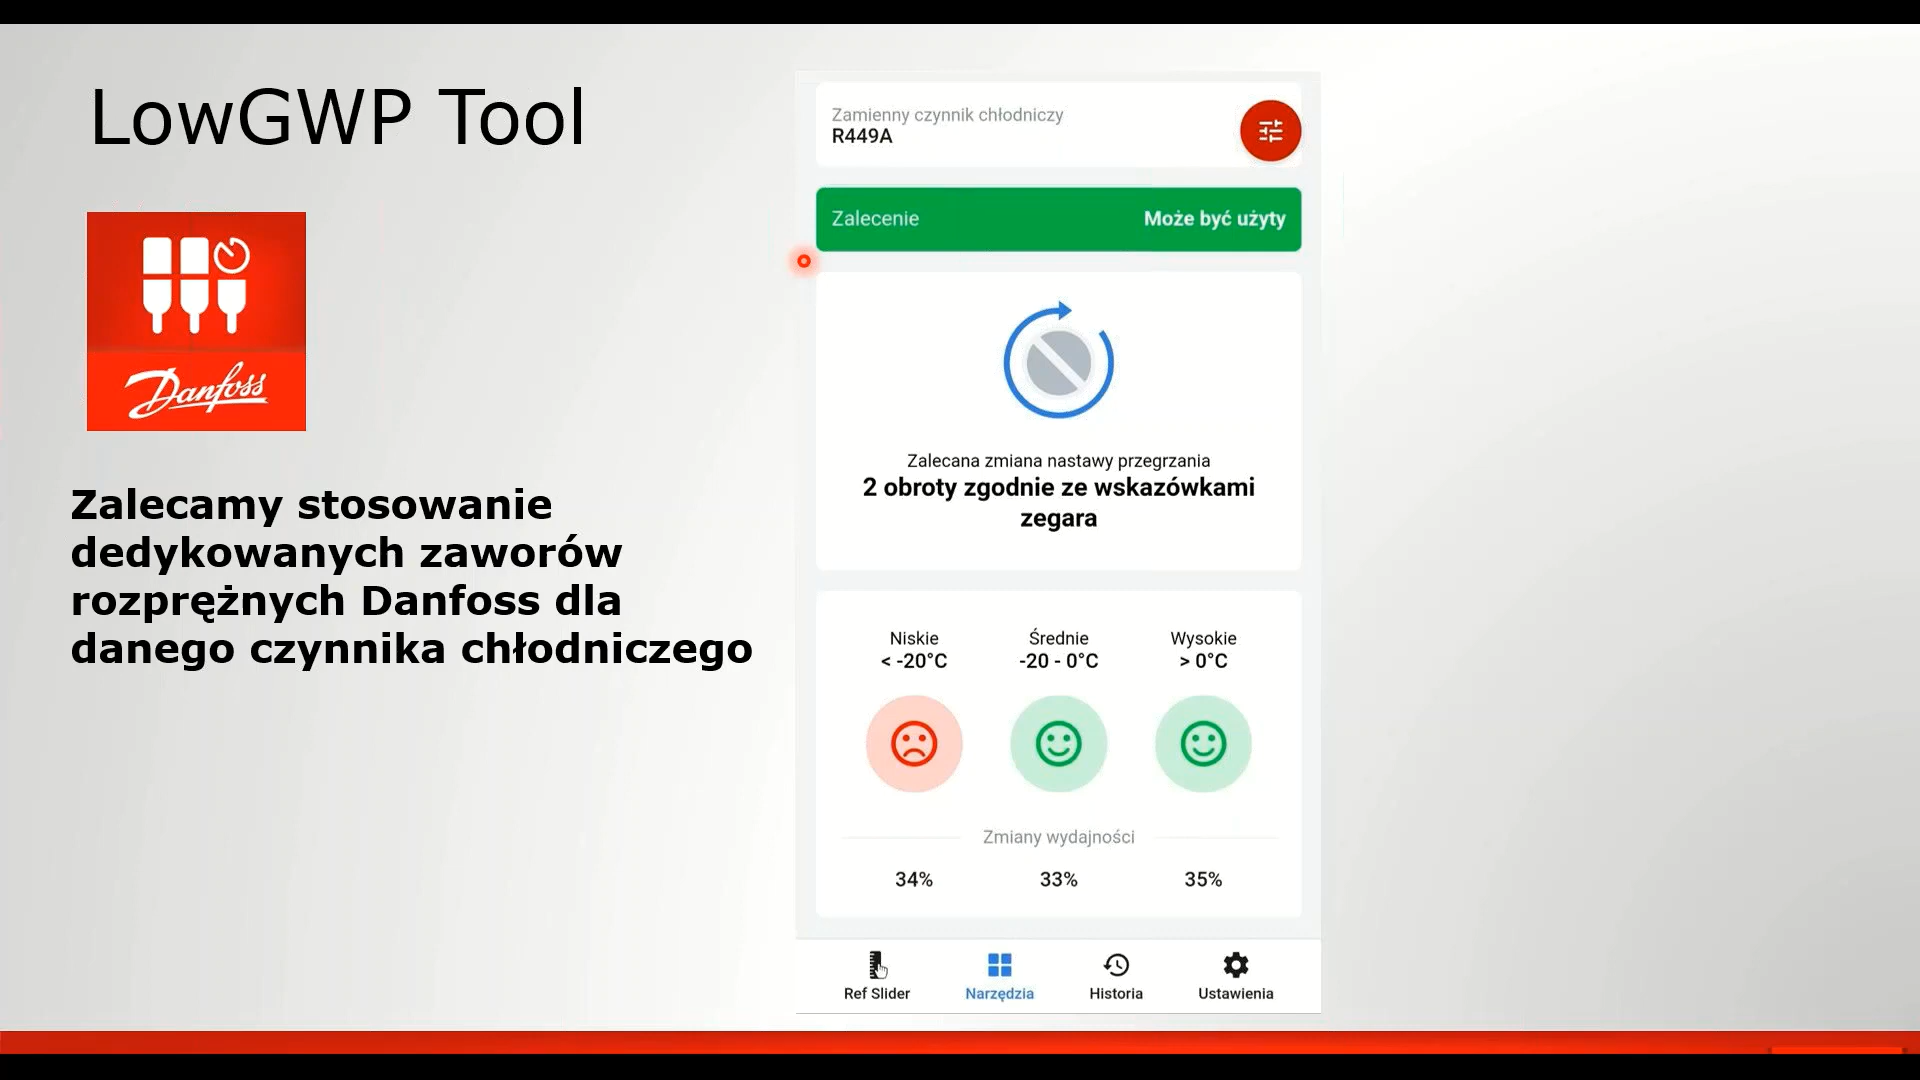 LowGWP Tool
Danfoss
Zalecamy stosowanie
dedykowanych zaworów
rozprężnych Danfoss dla
danego czynnika chłodniczego
Zamienny czynnik chłodniczy
R449A
Zalecenie Może być użyty
Zalecana zmiana nastawy przegrzania
2 obroty zgodnie ze wskazówkami
zegara
Niskie Średnie Wysokie
< -20°C -20 - 0°C > 0°C
Zmiany wydajności
34% 33% 35%
Ref Slider Narzędzia Historia Ustawienia